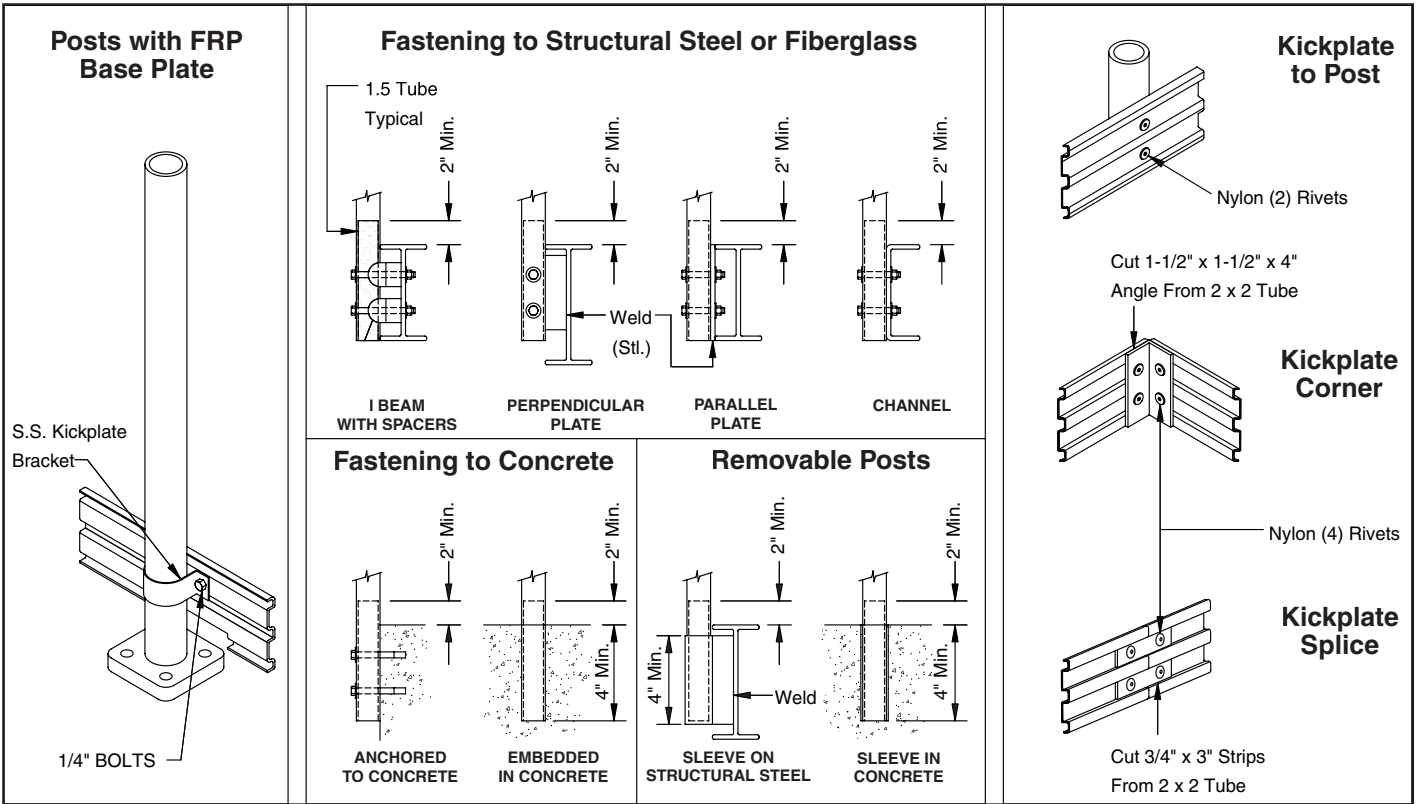 Posts with FRP
Base Plate
S.S. Kickplate
Bracket
1/4" BOLTS
Fastening to Structural Steel or Fiberglass
1.5 Tube
Typical
2" Min.
2" Min.
2" Min.
2" Min.
Weld
(Stl.)
I BEAM
WITH SPACERS
PERPENDICULAR
PLATE
PARALLEL
PLATE
CHANNEL
Fastening to Concrete
2" Min.
2" Min.
4" Min.
ANCHORED
TO CONCRETE
EMBEDDED
IN CONCRETE
Removable Posts
2" Min.
2" Min.
4" Min.
Weld
4" Min.
SLEEVE ON
STRUCTURAL STEEL
SLEEVE IN
CONCRETE
Kickplate
to Post
Nylon (2) Rivets
Cut 1-1/2" x 1-1/2" x 4"
Angle From 2 x 2 Tube
Kickplate
Corner
Nylon (4) Rivets
Kickplate
Splice
Cut 3/4" x 3" Strips
From 2 x 2 Tube